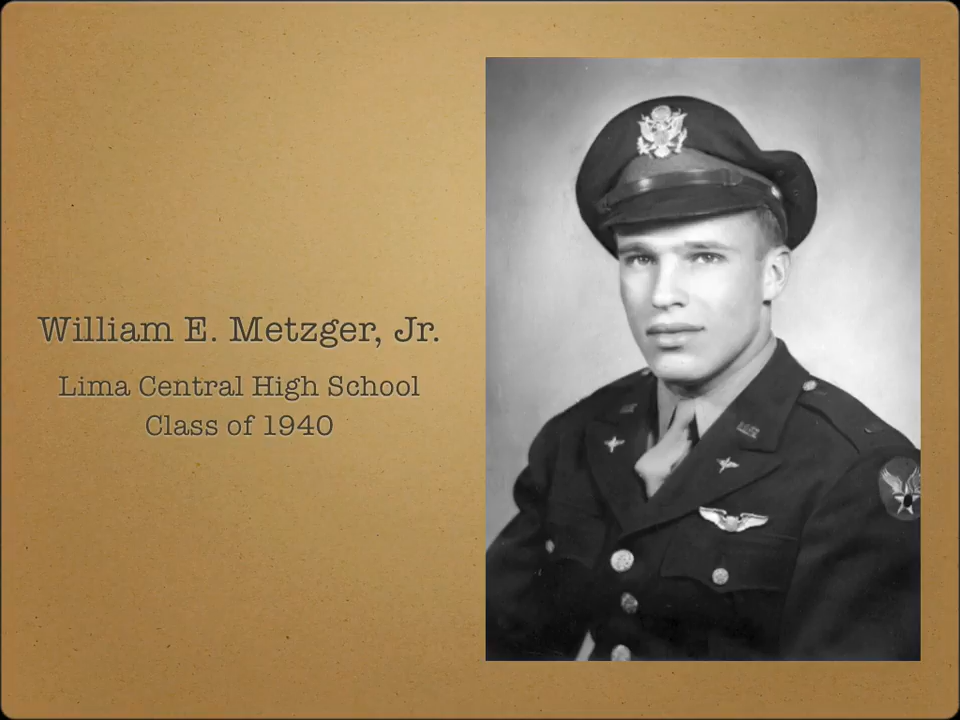 William E. Metzger, Jr.
Lima Central High School
Class of 1940